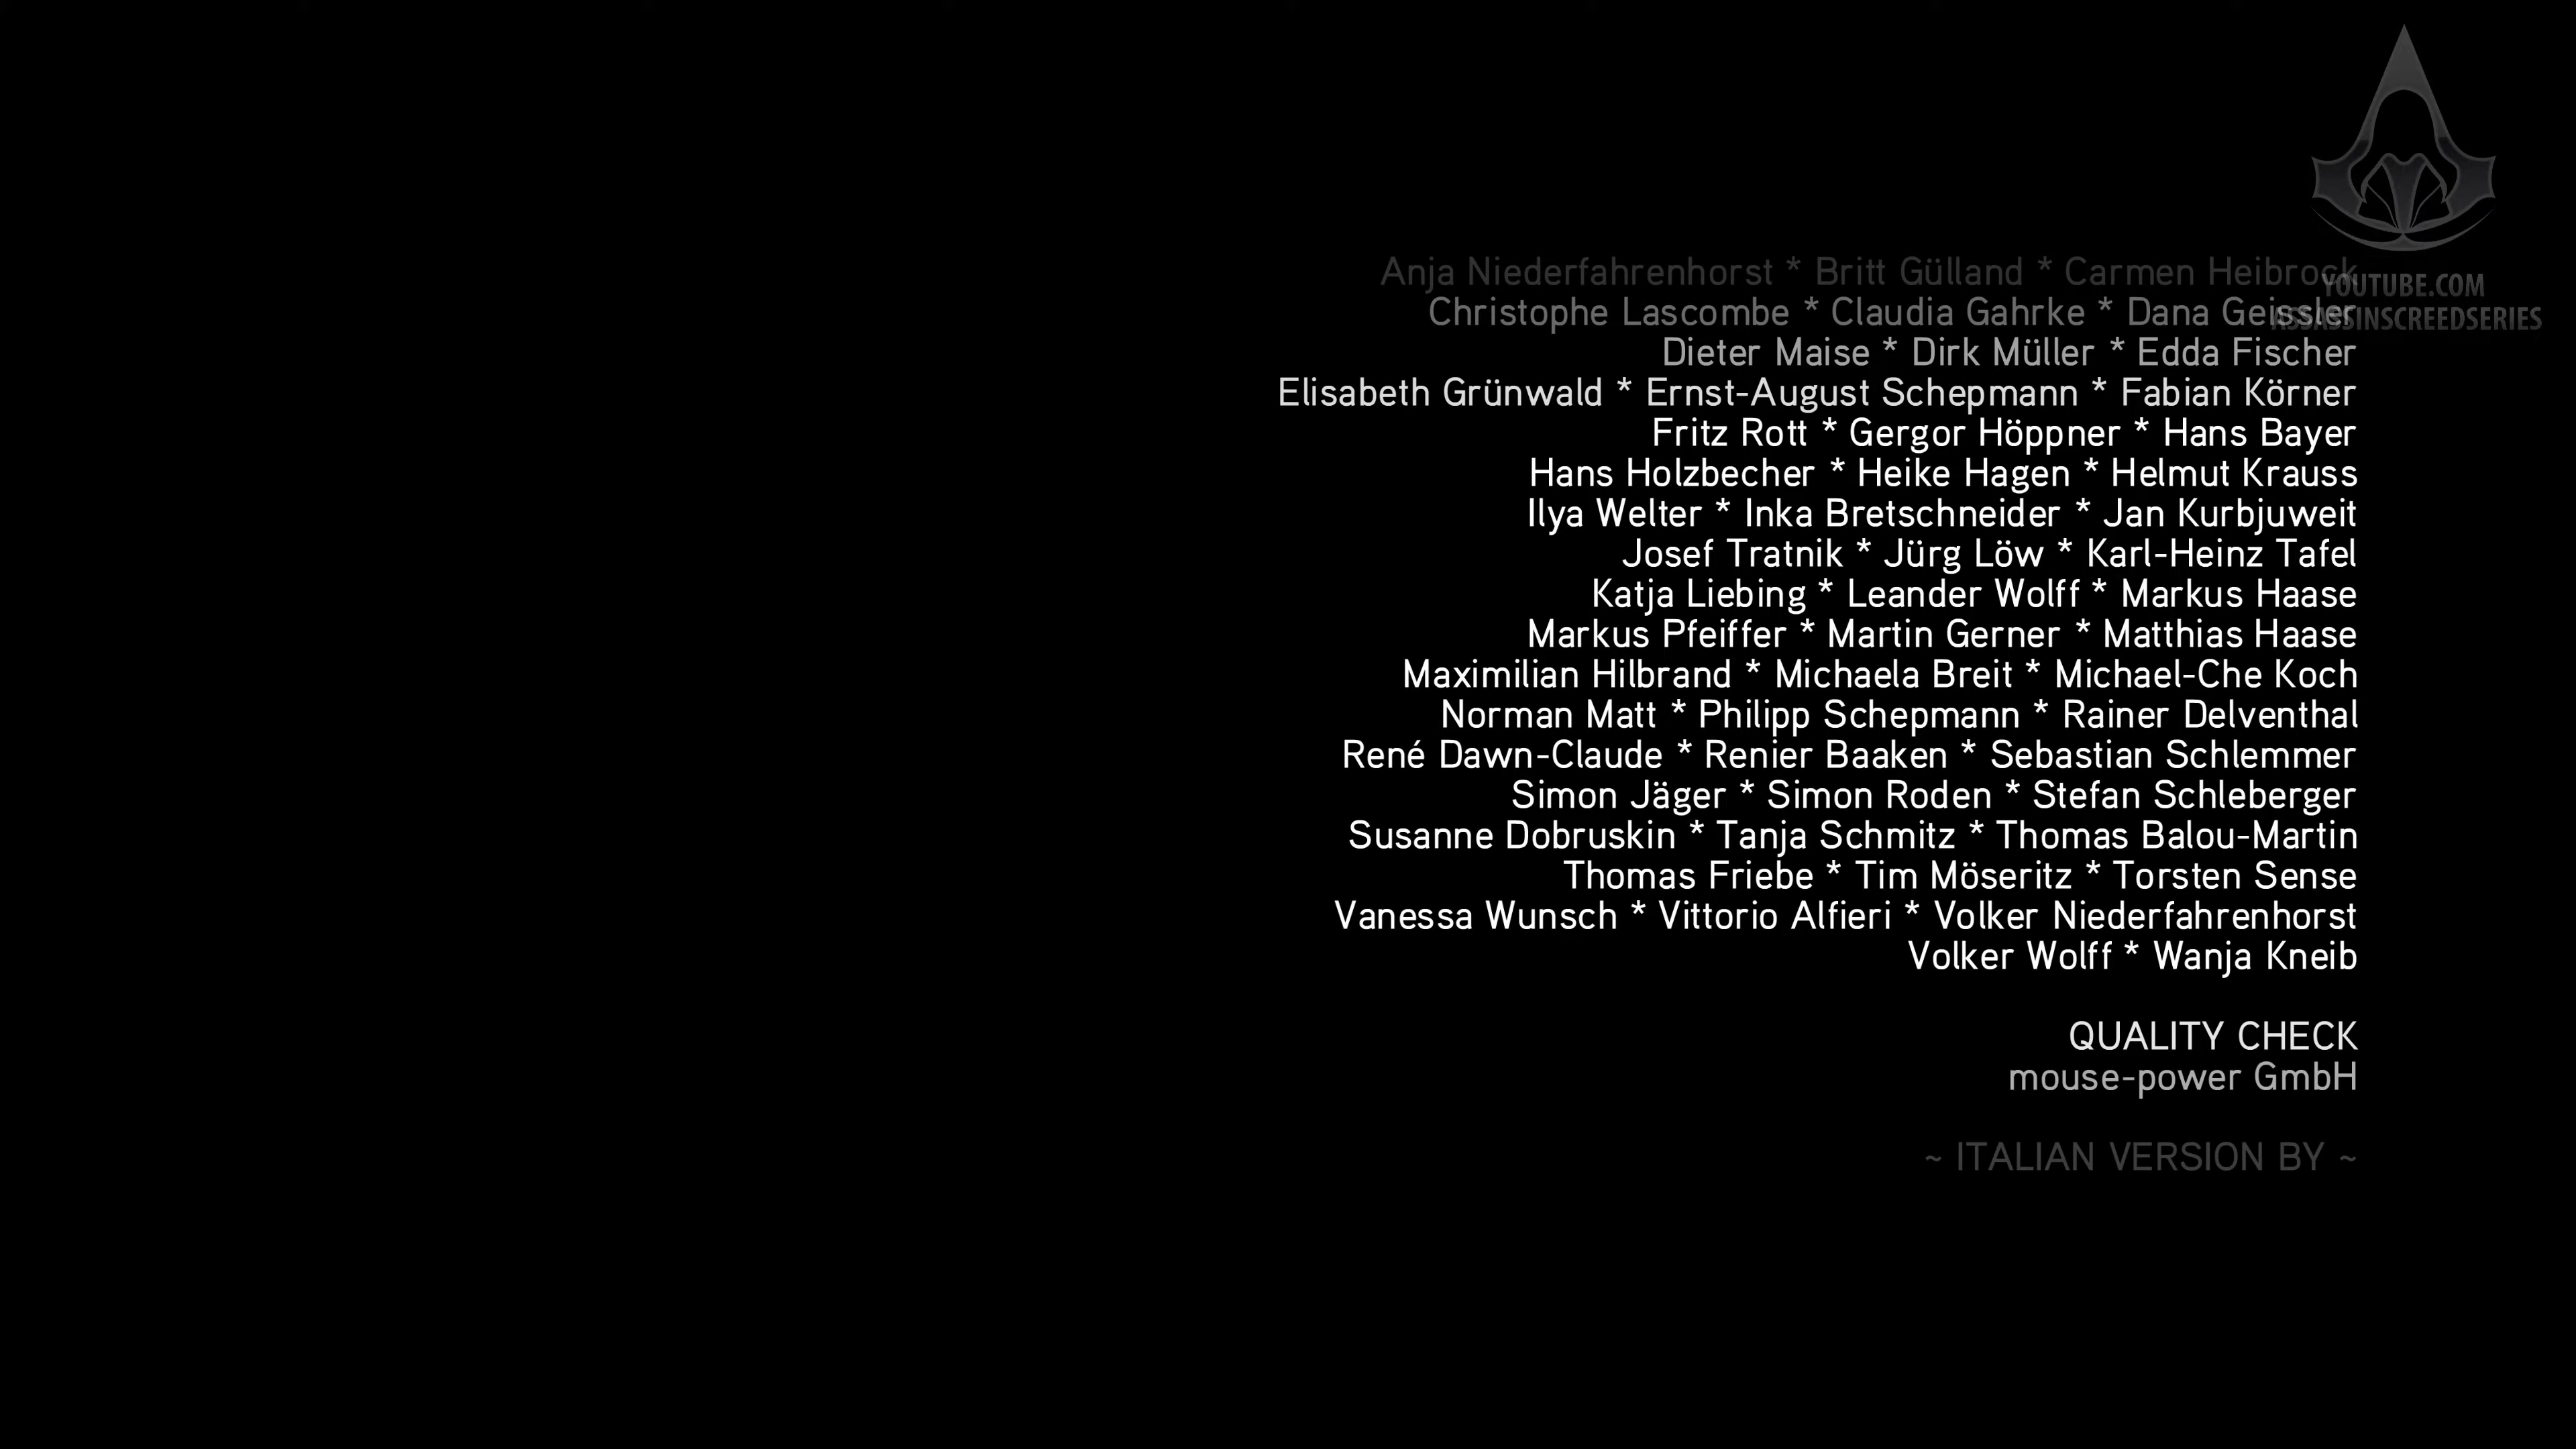 Anja Niederfahrenhorst * Britt Gülland * Carmen Heibrock
YOUTUBE.COM
Christophe Lascombe * Claudia Gahrke * Dana Geissler
ASSASSINSCREEDSERIES
Dieter Maise * Dirk Müller * Edda Fischer
Elisabeth Grünwald * Ernst-August Schepmann * Fabian Körner
Fritz Rott * Gergor Höppner * Hans Bayer
Hans Holzbecher * Heike Hagen * Helmut Krauss
Ilya Welter * Inka Bretschneider * Jan Kurbjuweit
Josef Tratnik * Jürg Löw * Karl-Heinz Tafel
Katja Liebing * Leander Wolff * Markus Haase
Markus Pfeiffer * Martin Gerner * Matthias Haase
Maximilian Hilbrand * Michaela Breit * Michael-Che Koch
Norman Matt * Philipp Schepmann * Rainer Delventhal
René Dawn-Claude * Renier Baaken * Sebastian Schlemmer
Simon Jäger * Simon Roden * Stefan Schleberger
Susanne Dobruskin * Tanja Schmitz * Thomas Balou-Martin
Thomas Friebe * Tim Möseritz * Torsten Sense
Vanessa Wunsch * Vittorio Alfieri * Volker Niederfahrenhorst
Volker Wolff * Wanja Kneib
QUALITY CHECK
mouse-power GmbH
~ ITALIAN VERSION BY ~